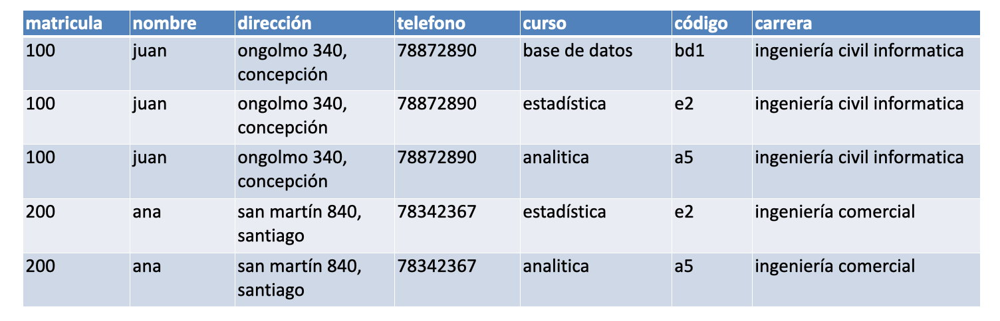 matricula nombre dirección telefono curso código carrera
100 juan ongolmo 340, 78872890 base de datos bd1 ingeniería civil informatica
concepción
100 juan ongolmo 340, 78872890 estadística e2 ingeniería civil informatica
concepción
100 juan ongolmo 340, 78872890 analitica a5 ingeniería civil informatica
concepción
200 ana san martín 840, 78342367 estadística e2 ingeniería comercial
santiago
200 ana san martín 840, 78342367 analitica a5 ingeniería comercial
santiago